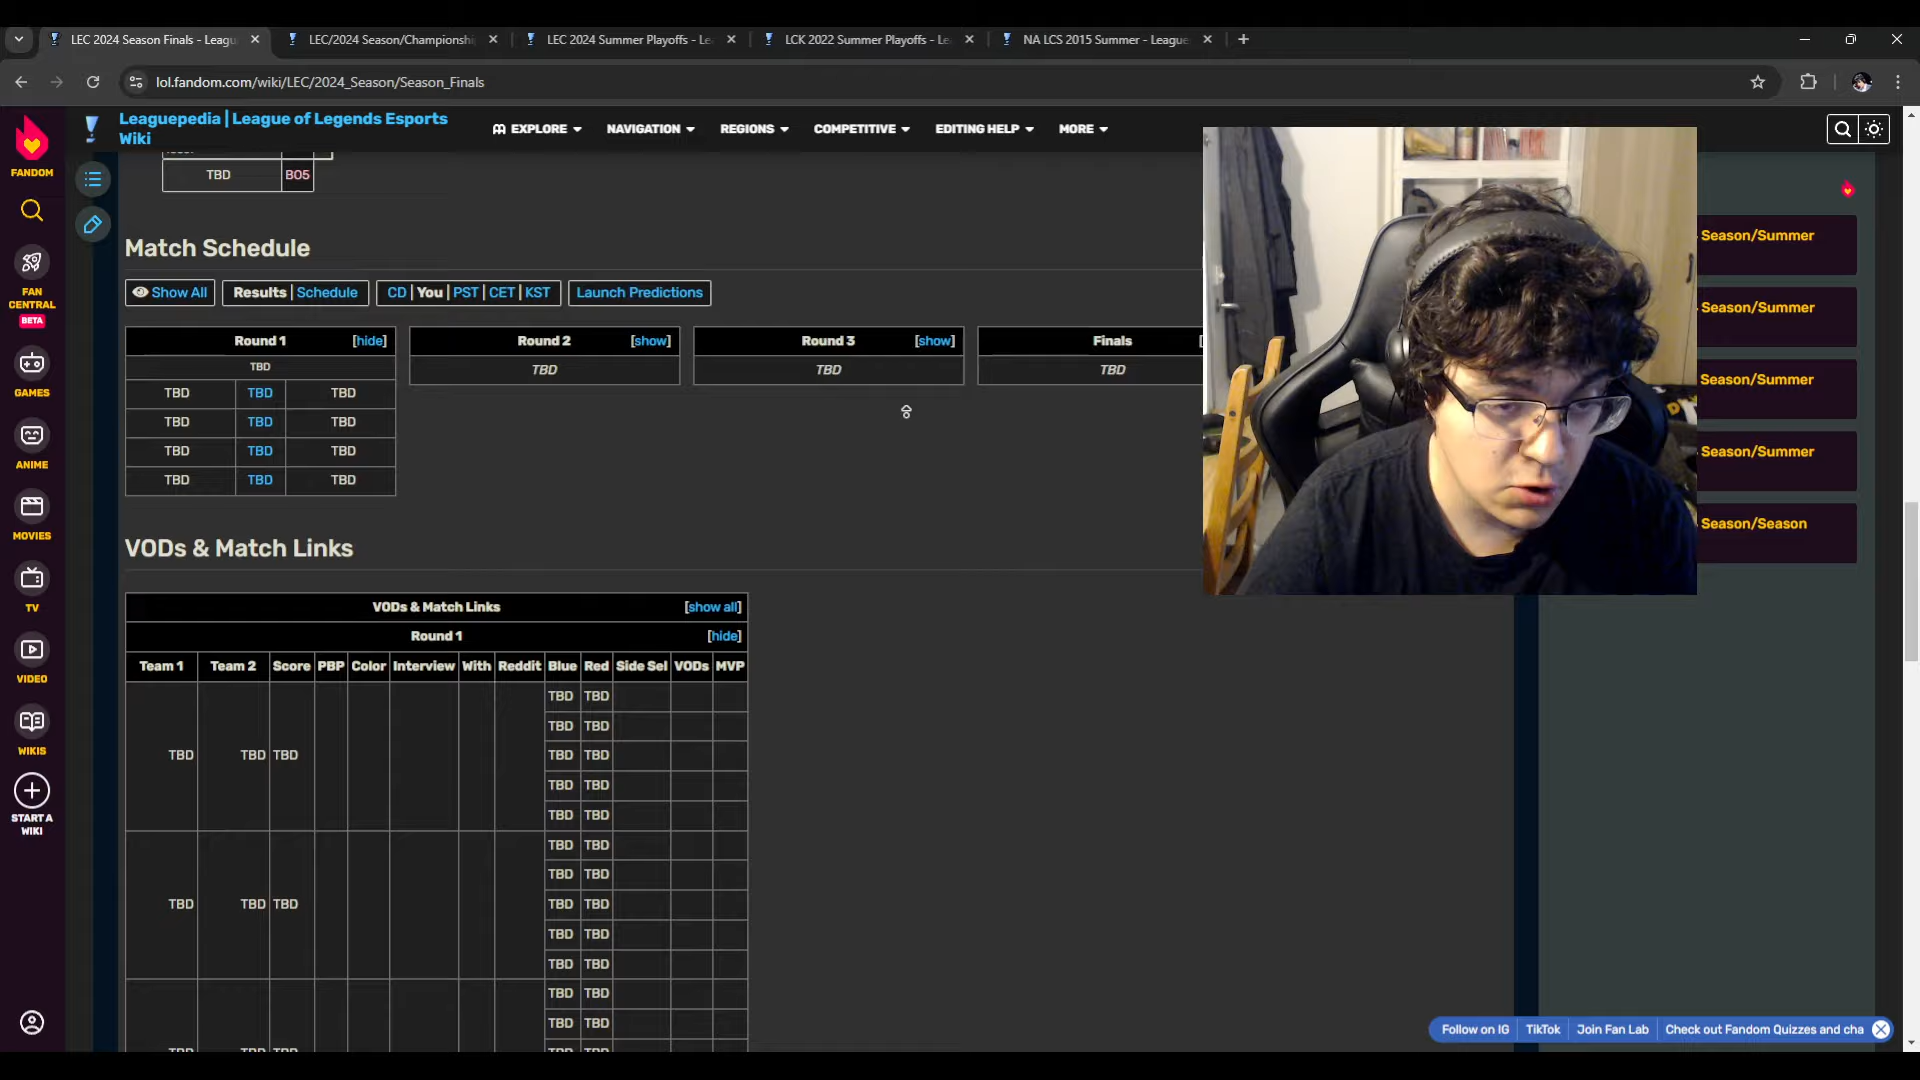 LEC 2024 Season Finals - Leagu
LEC/2024 Season/Championshi
LEC 2024 Summer Playoffs - Le
LCK 2022 Summer Playoffs - Le
NA LCS 2015 Summer - League
lol.fandom.com/wiki/LEC/2024_Season/Season_Finals
Leaguepedia | League of Legends Esports
Wiki
EXPLORE
NAVIGATION
REGIONS
COMPETITIVE
EDITING HELP
MORE
FANDOM
FAN
CENTRAL
BETA
GAMES
ANIME
MOVIES
TV
VIDEO
WIKIS
START A
WIKI
TBD BO5
Match Schedule
Show All
Results | Schedule
CD | You | PST | CET | KST
Launch Predictions
Round 1 [hide]
TBD
TBD TBD TBD
TBD TBD TBD
TBD TBD TBD
TBD TBD TBD
Round 2 [show]
TBD
Round 3 [show]
TBD
Finals [
TBD
VODs & Match Links
VODs & Match Links [show all]
Round 1 [hide]
Team 1 Team 2 Score PBP Color Interview With Reddit Blue Red Side Sel VODs MVP
TBD TBD
TBD TBD
TBD TBD TBD TBD TBD
TBD TBD
TBD TBD
TBD TBD
TBD TBD
TBD TBD TBD TBD TBD
TBD TBD
TBD TBD
TBD TBD
TBD TBD
TBD TBD TBD
Season/Summer
Season/Summer
Season/Summer
Season/Summer
Season/Season
Follow on IG
TikTok
Join Fan Lab
Check out Fandom Quizzes and cha